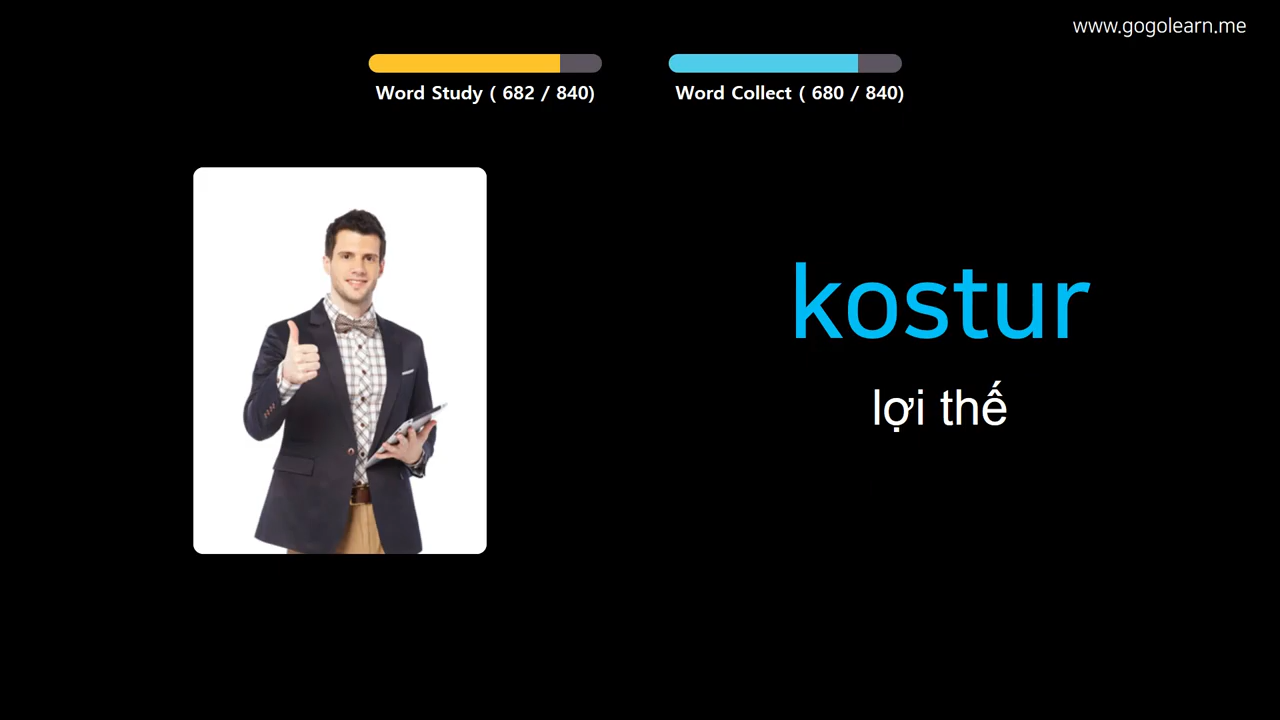 www.gogolearn.me
Word Study ( 682 / 840)
Word Collect ( 680 / 840)
kostur
lợi thế